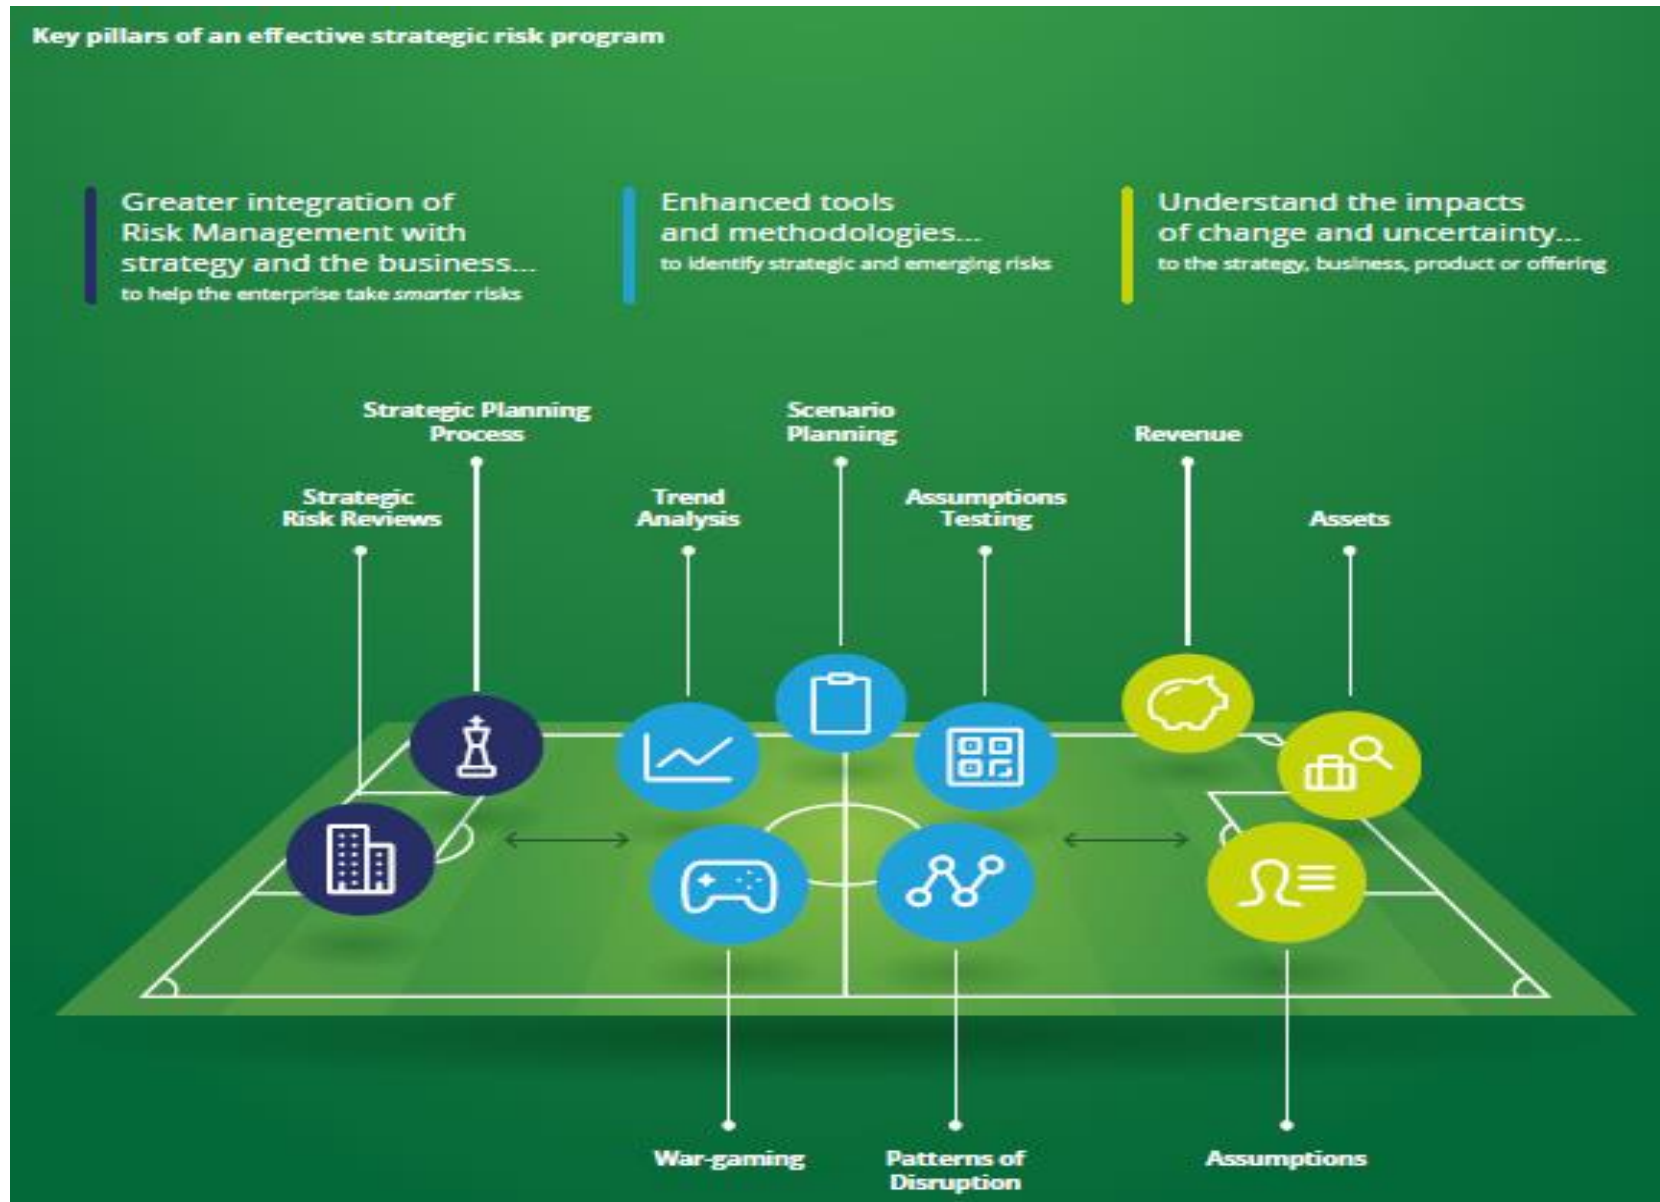 Key pillars of an effective strategic risk program
Greater integration of
Risk Management with
strategy and the business...
to help the enterprise take smarter risks
Enhanced tools
and methodologies...
to identify strategic and emerging risks
Understand the impacts
of change and uncertainty...
to the strategy, business, product or offering
Strategic Planning
Process
Scenario
Planning
Revenue
Strategic
Risk Reviews
Trend
Analysis
Assumptions
Testing
Assets
War-gaming
Patterns of
Disruption
Assumptions